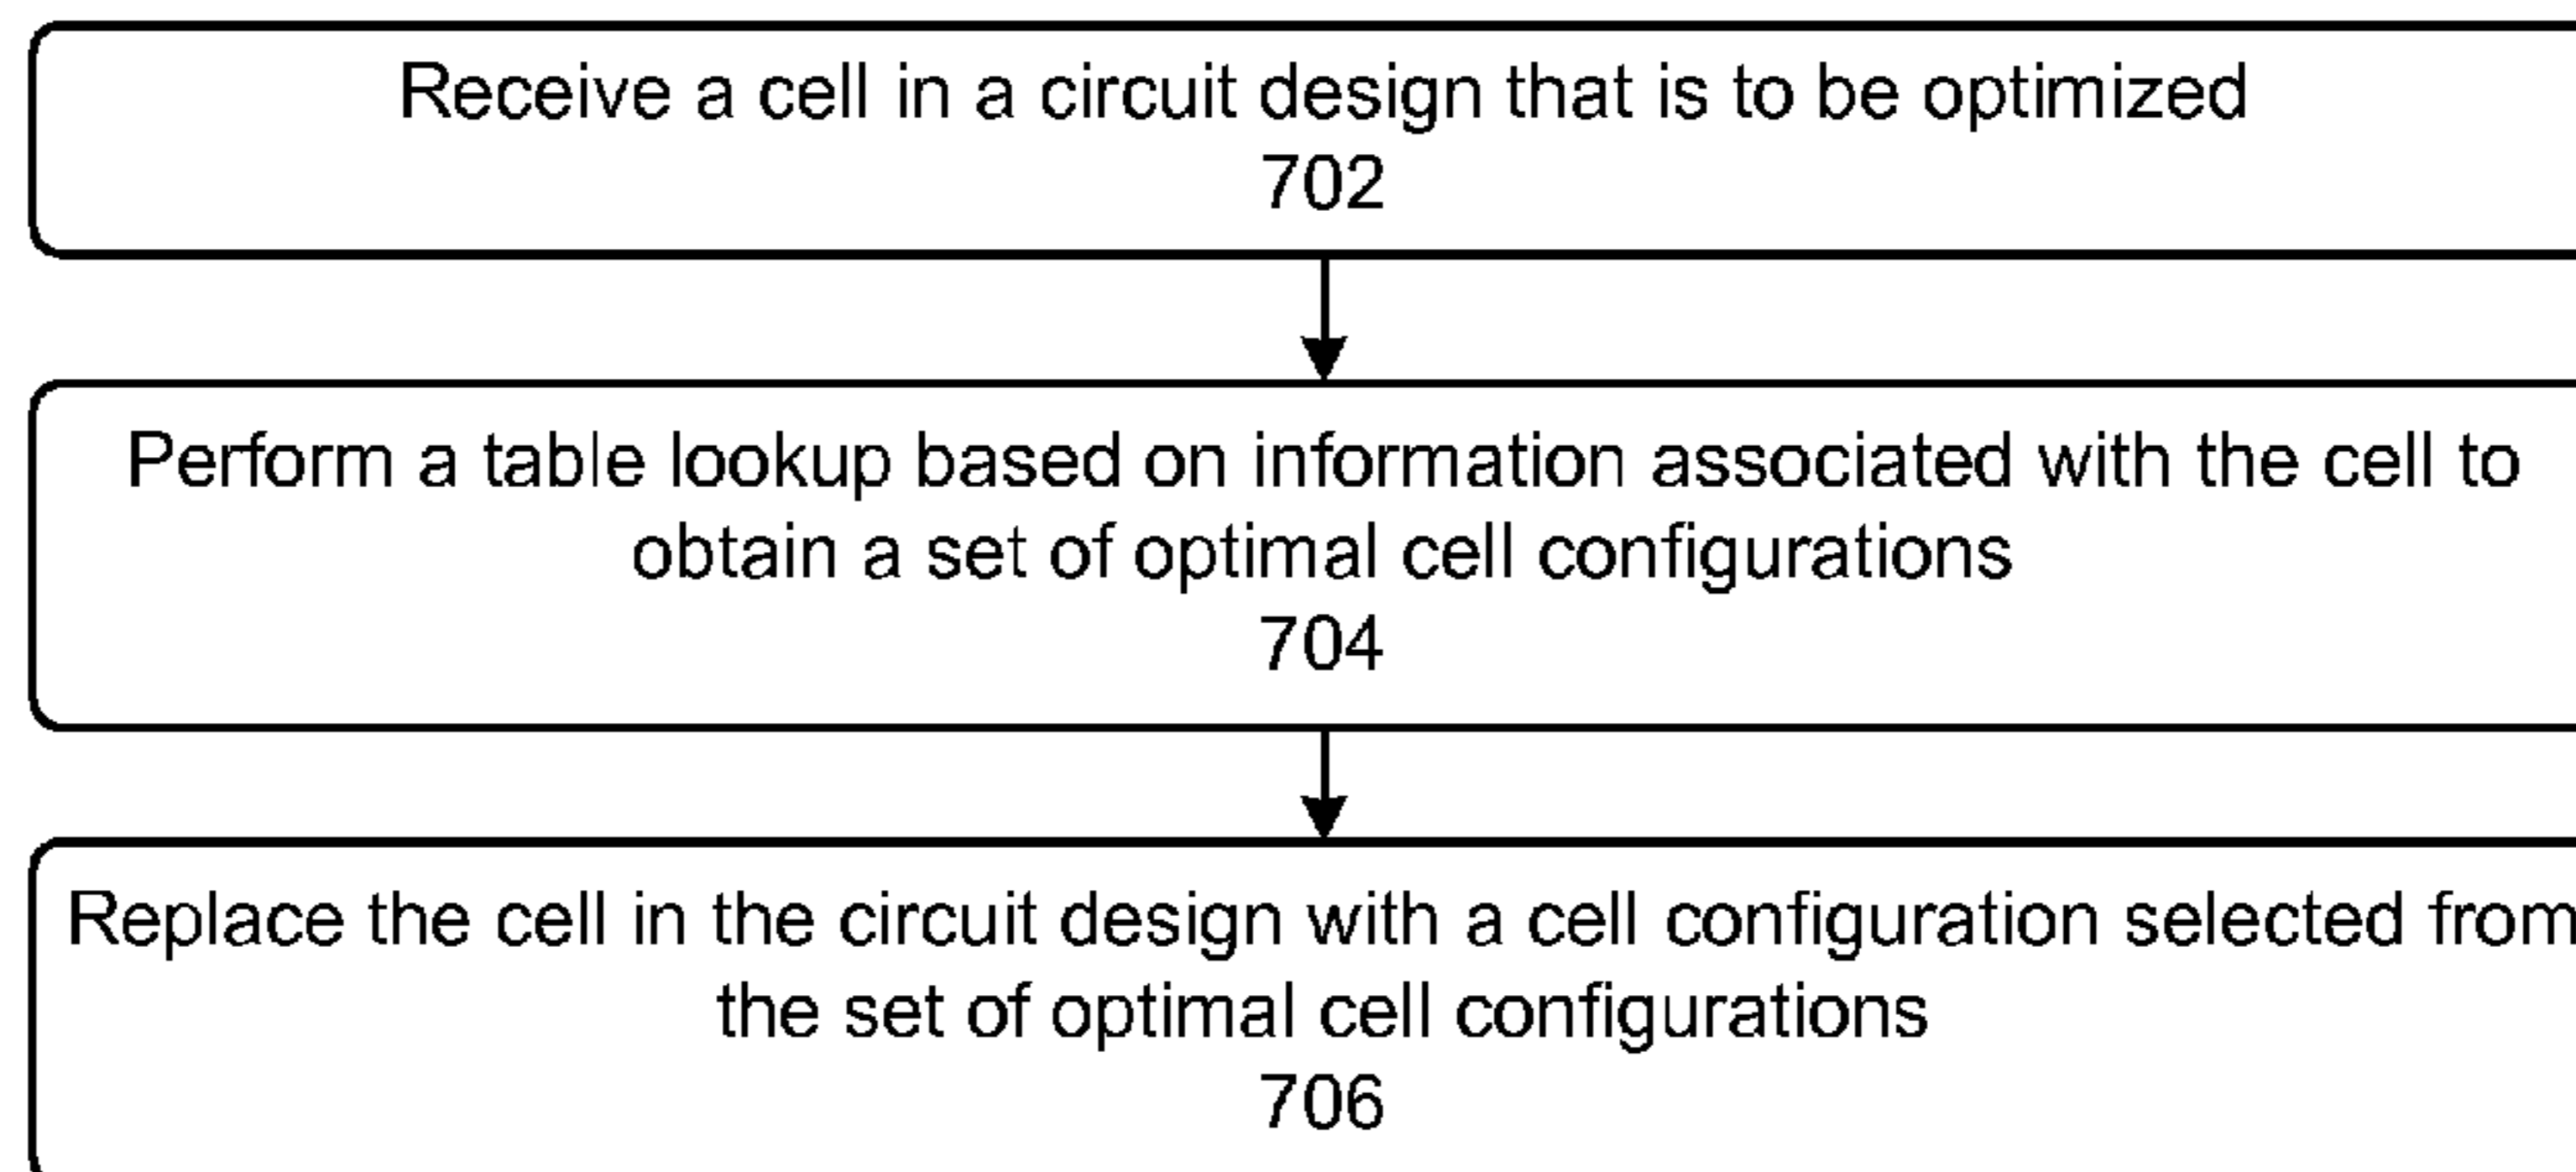 Receive a cell in a circuit design that is to be optimized
702
Perform a table lookup based on information associated with the cell to
obtain a set of optimal cell configurations
704
Replace the cell in the circuit design with a cell configuration selected from
the set of optimal cell configurations
706